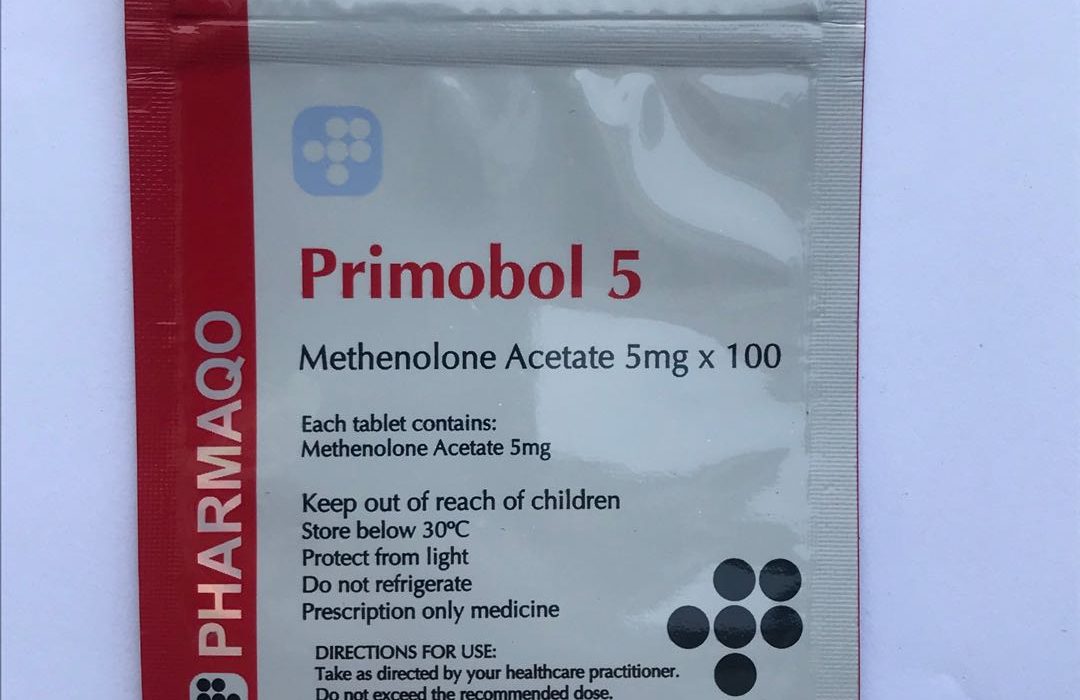 PHARMAQO
Primobol 5
Methenolone Acetate 5mg x 100
Each tablet contains:
Methenolone Acetate 5mg
Keep out of reach of children
Store below 30ºC
Protect from light
Do not refrigerate
Prescription only medicine
DIRECTIONS FOR USE:
Take as directed by your healthcare practitioner.
Do not exceed the recommended dose.